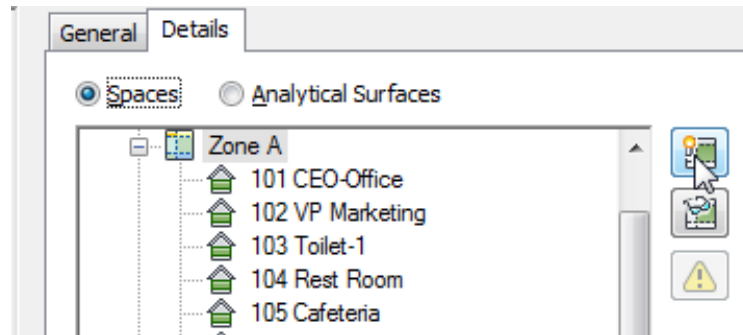 General Details
Spaces Analytical Surfaces
Zone A
101 CEO-Office
102 VP Marketing
103 Toilet-1
104 Rest Room
105 Cafeteria